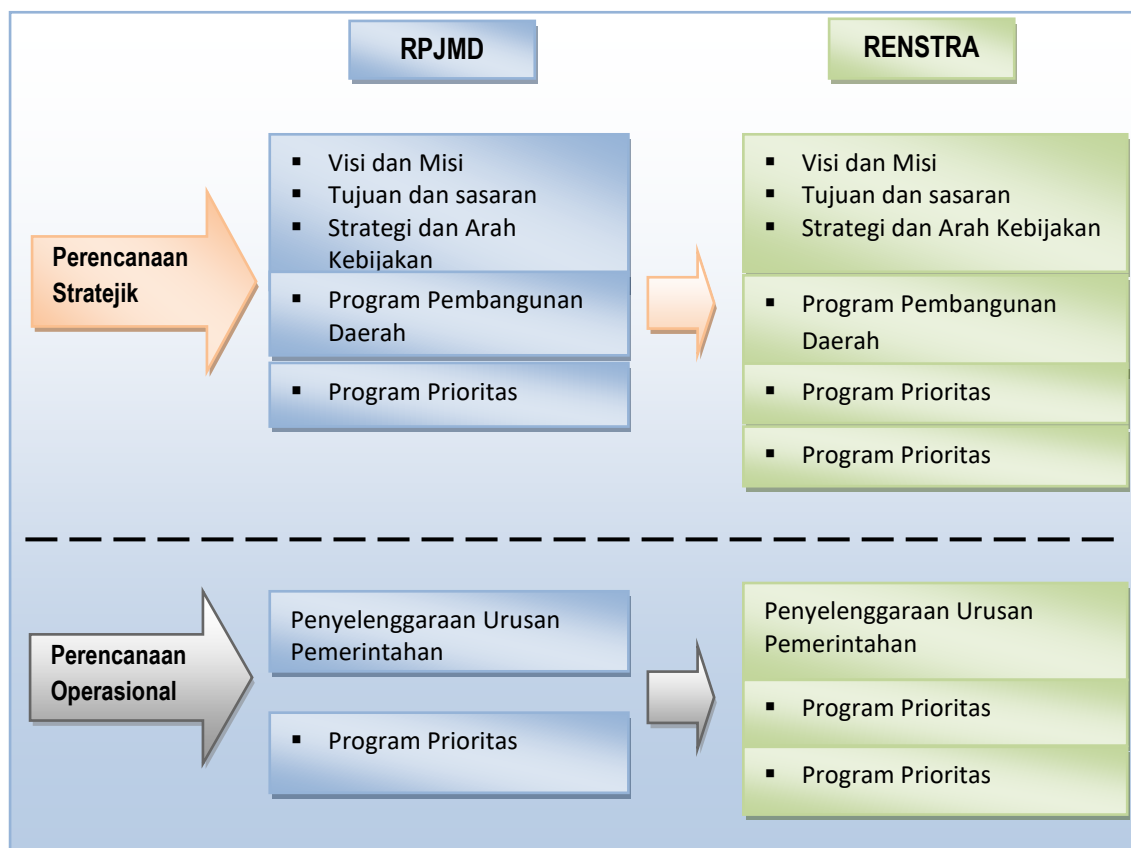 RPJMD
RENSTRA
Perencanaan
Stratejik
▪ Visi dan Misi
▪ Tujuan dan sasaran
▪ Strategi dan Arah
Kebijakan
▪ Program Pembangunan
Daerah
▪ Program Prioritas
▪ Visi dan Misi
▪ Tujuan dan sasaran
▪ Strategi dan Arah Kebijakan
▪ Program Pembangunan
Daerah
▪ Program Prioritas
▪ Program Prioritas
Perencanaan
Operasional
Penyelenggaraan Urusan
Pemerintahan
▪ Program Prioritas
Penyelenggaraan Urusan
Pemerintahan
▪ Program Prioritas
▪ Program Prioritas